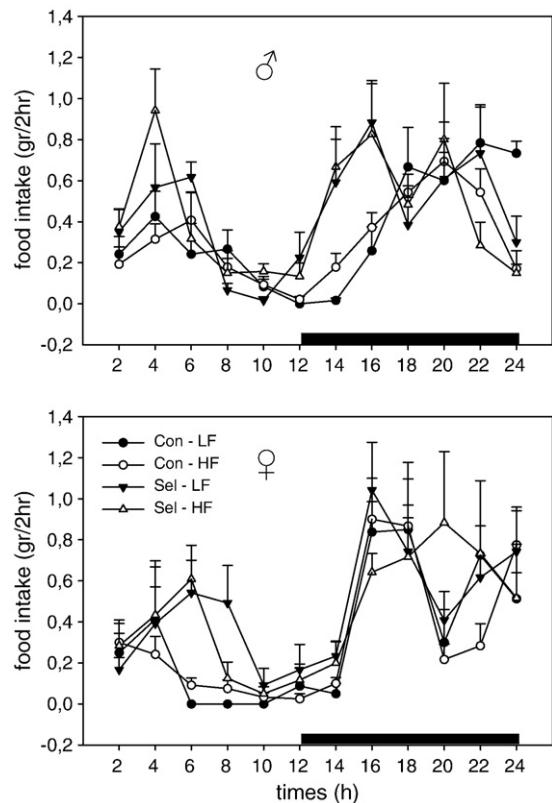 1,4
1,2
1,0
0,8
0,6
0,4
0,2
0,0
-0,2
food intake (gr/2hr)
♂
2 4 6 8 10 12 14 16 18 20 22 24
1,4
1,2
1,0
0,8
0,6
0,4
0,2
0,0
-0,2
food intake (gr/2hr)
Con - LF
Con - HF
Sel - LF
Sel - HF
♀
2 4 6 8 10 12 14 16 18 20 22 24
times (h)